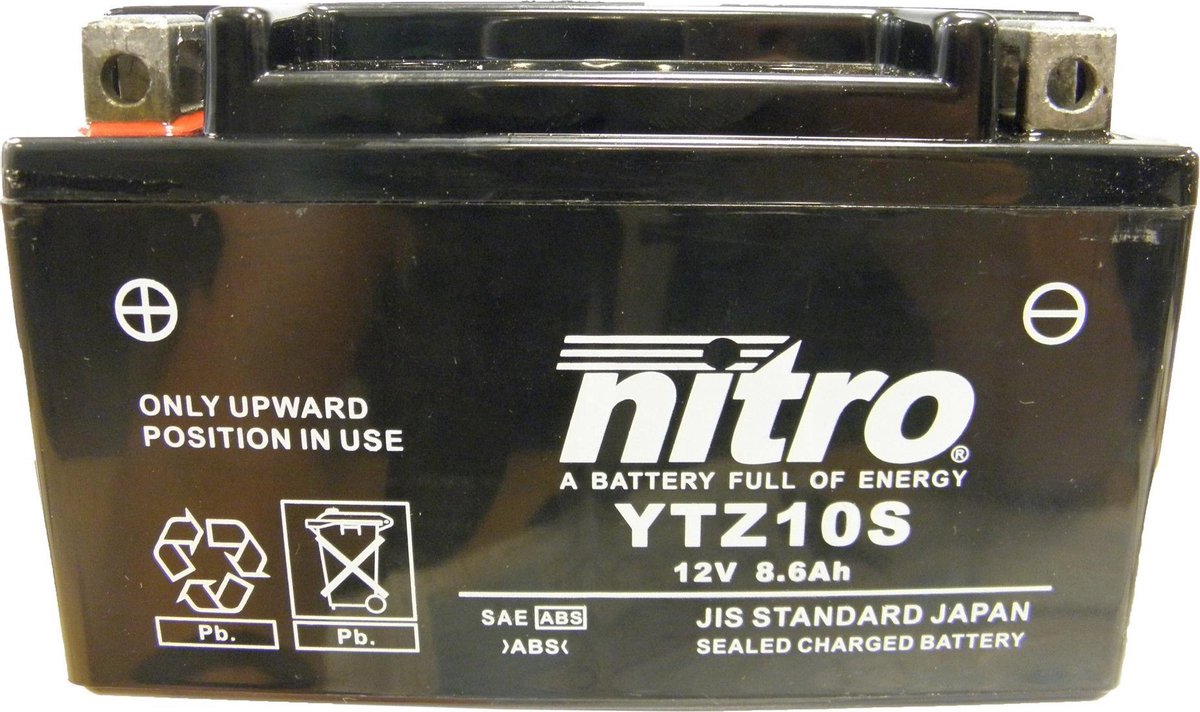 ONLY UPWARD
POSITION IN USE
nitro®
A BATTERY FULL OF ENERGY
YTZ10S
12V 8.6Ah
SAE ABS
>ABS<
JIS STANDARD JAPAN
SEALED CHARGED BATTERY
Pb.
Pb.